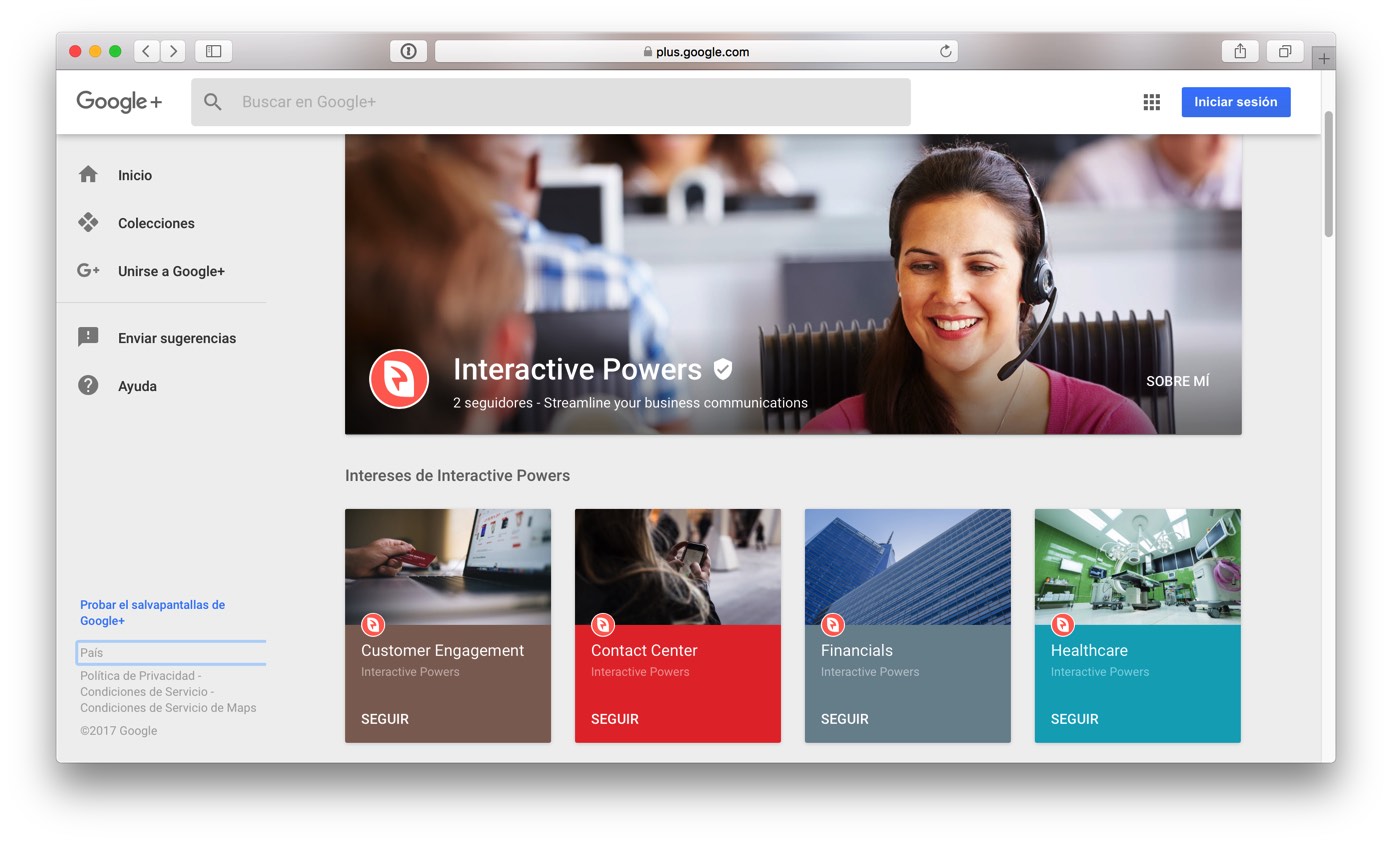 plus.google.com
Google+
Buscar en Google+
Iniciar sesión
Inicio
Colecciones
Unirse a Google+
Enviar sugerencias
Ayuda
Interactive Powers
2 seguidores - Streamline your business communications
SOBRE MÍ
Intereses de Interactive Powers
Customer Engagement
Interactive Powers
SEGUIR
Contact Center
Interactive Powers
SEGUIR
Financials
Interactive Powers
SEGUIR
Healthcare
Interactive Powers
SEGUIR
Probar el salvapantallas de
Google+
País
Política de Privacidad -
Condiciones de Servicio -
Condiciones de Servicio de Maps
©2017 Google